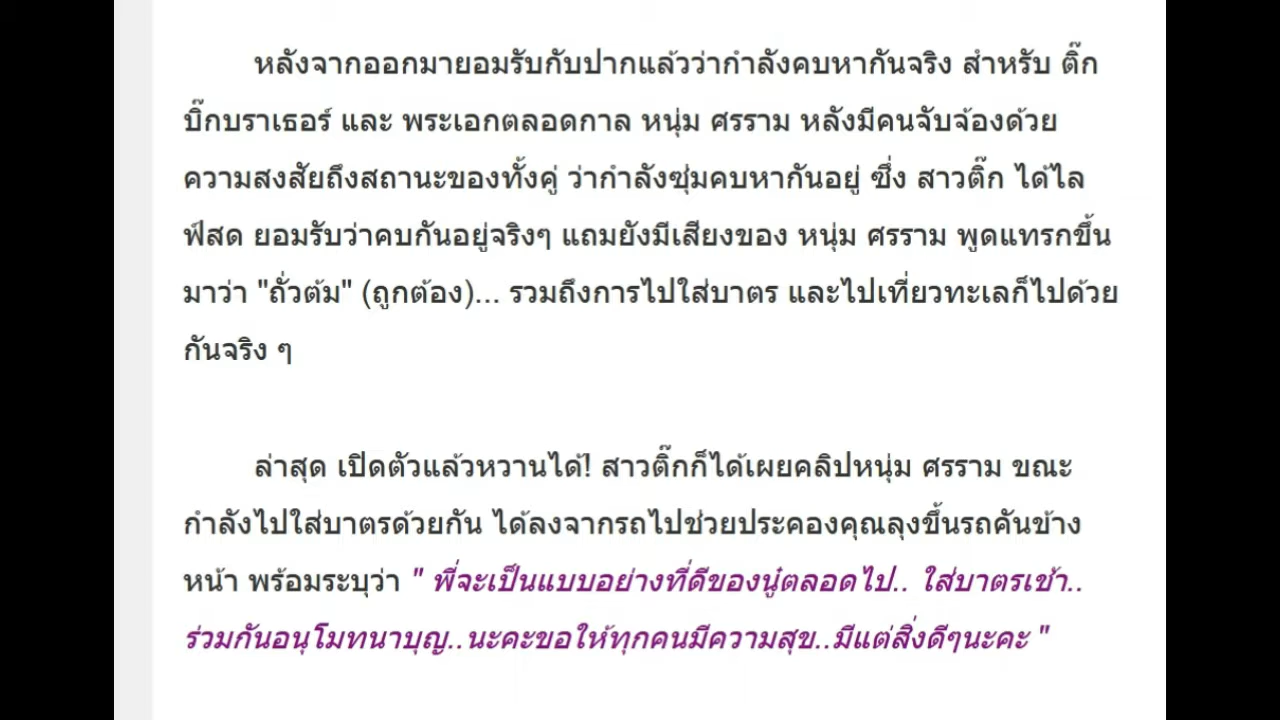 หลังจากออกมายอมรับกับปากแล้วว่ากำลังคบหากันจริง สำหรับ ติ๊ก
บิ๊กบราเธอร์ และ พระเอกตลอดกาล หนุ่ม ศรราม หลังมีคนจับจ้องด้วย
ความสงสัยถึงสถานะของทั้งคู่ ว่ากำลังซุ่มคบหากันอยู่ ซึ่ง สาวติ๊ก ได้ไล
ฟ์สด ยอมรับว่าคบกันอยู่จริงๆ แถมยังมีเสียงของ หนุ่ม ศรราม พูดแทรกขึ้น
มาว่า "ถั่วต้ม" (ถูกต้อง)... รวมถึงการไปใส่บาตร และไปเที่ยวทะเลก็ไปด้วย
กันจริง ๆ
ล่าสุด เปิดตัวแล้วหวานได้! สาวติ๊กก็ได้เผยคลิปหนุ่ม ศรราม ขณะ
กำลังไปใส่บาตรด้วยกัน ได้ลงจากรถไปช่วยประคองคุณลุงขึ้นรถคันข้าง
หน้า พร้อมระบุว่า " พี่จะเป็นแบบอย่างที่ดีของนู๋ตลอดไป.. ใส่บาตรเช้า..
ร่วมกันอนุโมทนาบุญ..นะคะขอให้ทุกคนมีความสุข..มีแต่สิ่งดีๆนะคะ "